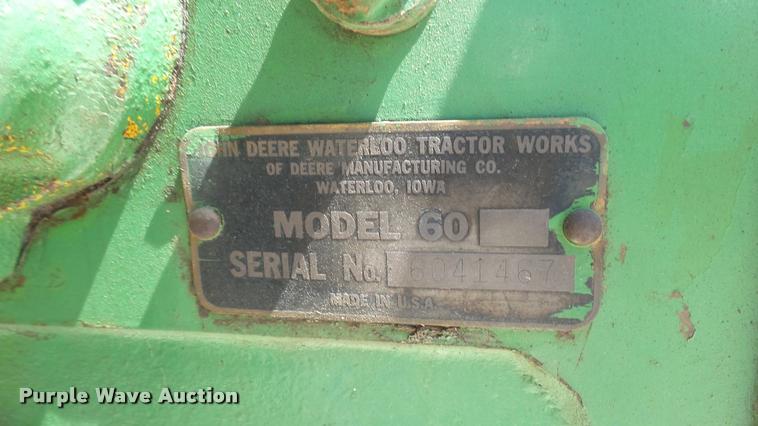 JOHN DEERE WATERLOO TRACTOR WORKS
OF DEERE MANUFACTURING CO.
WATERLOO, IOWA
MODEL 60
SERIAL No. 6041467
MADE IN U.S.A.
Purple Wave Auction